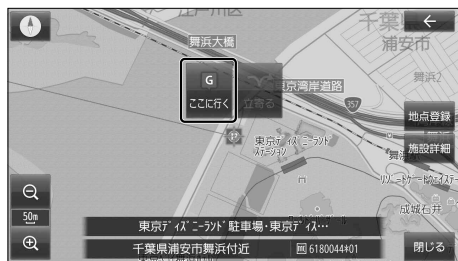 江戸川区
千葉県
浦安市
舞浜大橋
舞浜2
G
ここに行く
立寄る
東京湾岸道路
357
地点登録
施設詳細
P
東京ディズニーランド
ステーション
舞浜
リゾートゲートウェイステ
成城石井
50m
東京ディズニーランド駐車場・東京ディズ…
千葉県浦安市舞浜付近
6180044*01
閉じる